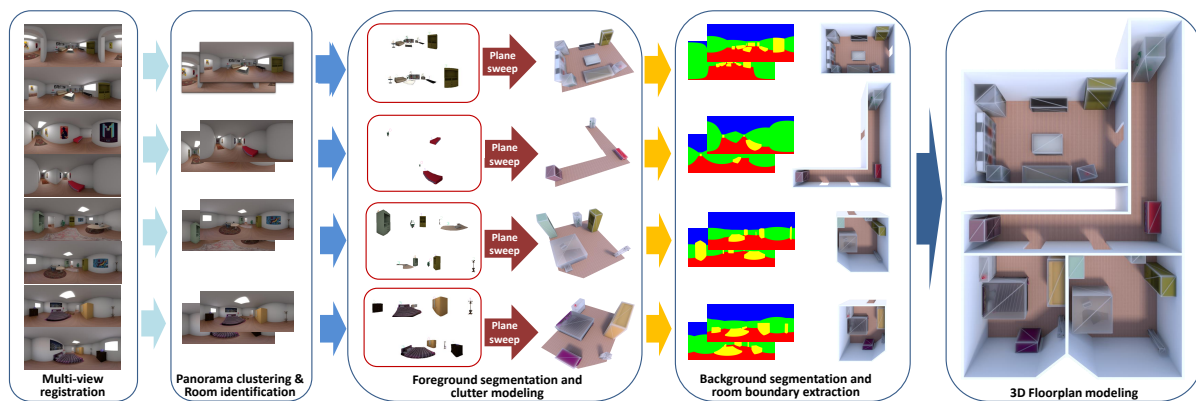 Plane
sweep
Plane
sweep
Plane
sweep
Plane
sweep
Multi-view
registration
Panorama clustering &
Room identification
Foreground segmentation and
clutter modeling
Background segmentation and
room boundary extraction
3D Floorplan modeling